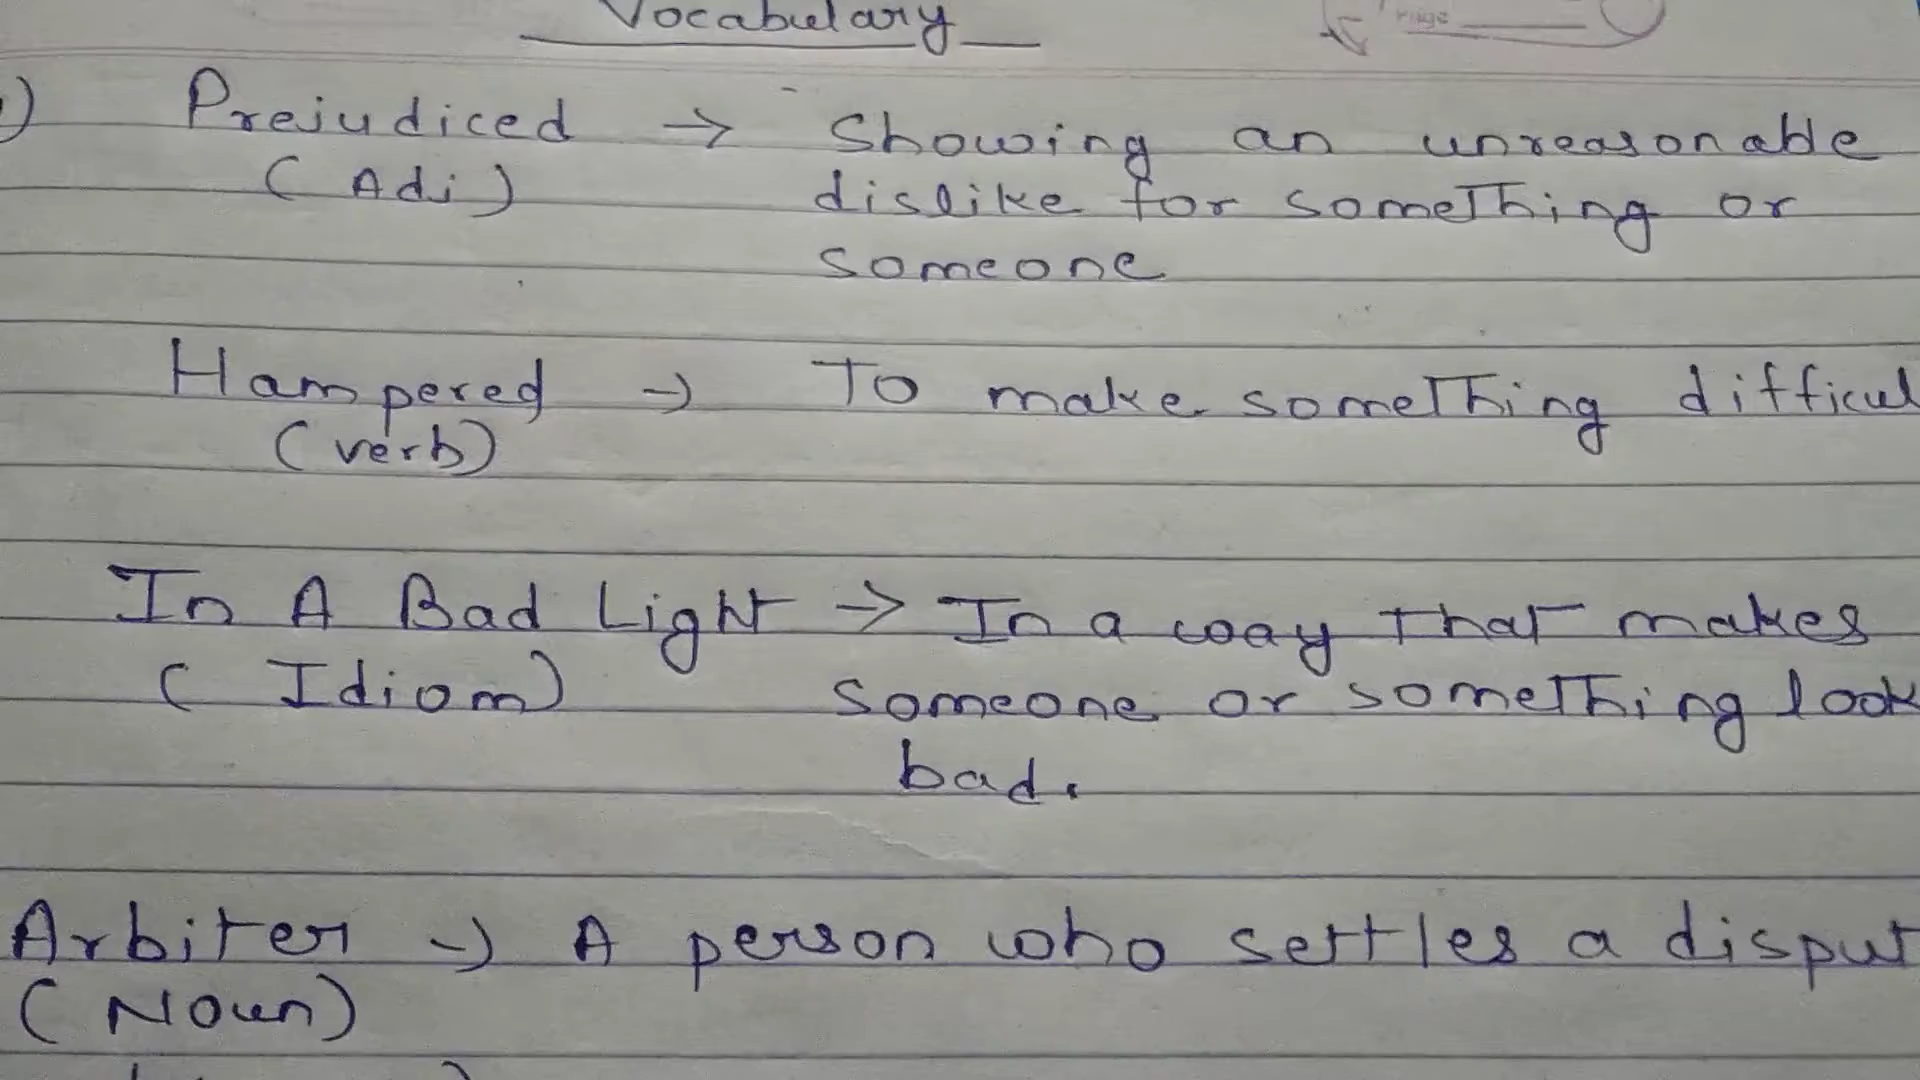 Vocabulary
Page
) Prejudiced → Showing an unreasonable
(Adj) dislike for something or
someone
Hampered → To make something difficul
(verb)
In A Bad Light → In a way that makes
(Idiom) someone or something look
bad.
Arbiter → A person who settles a disput
(Noun)